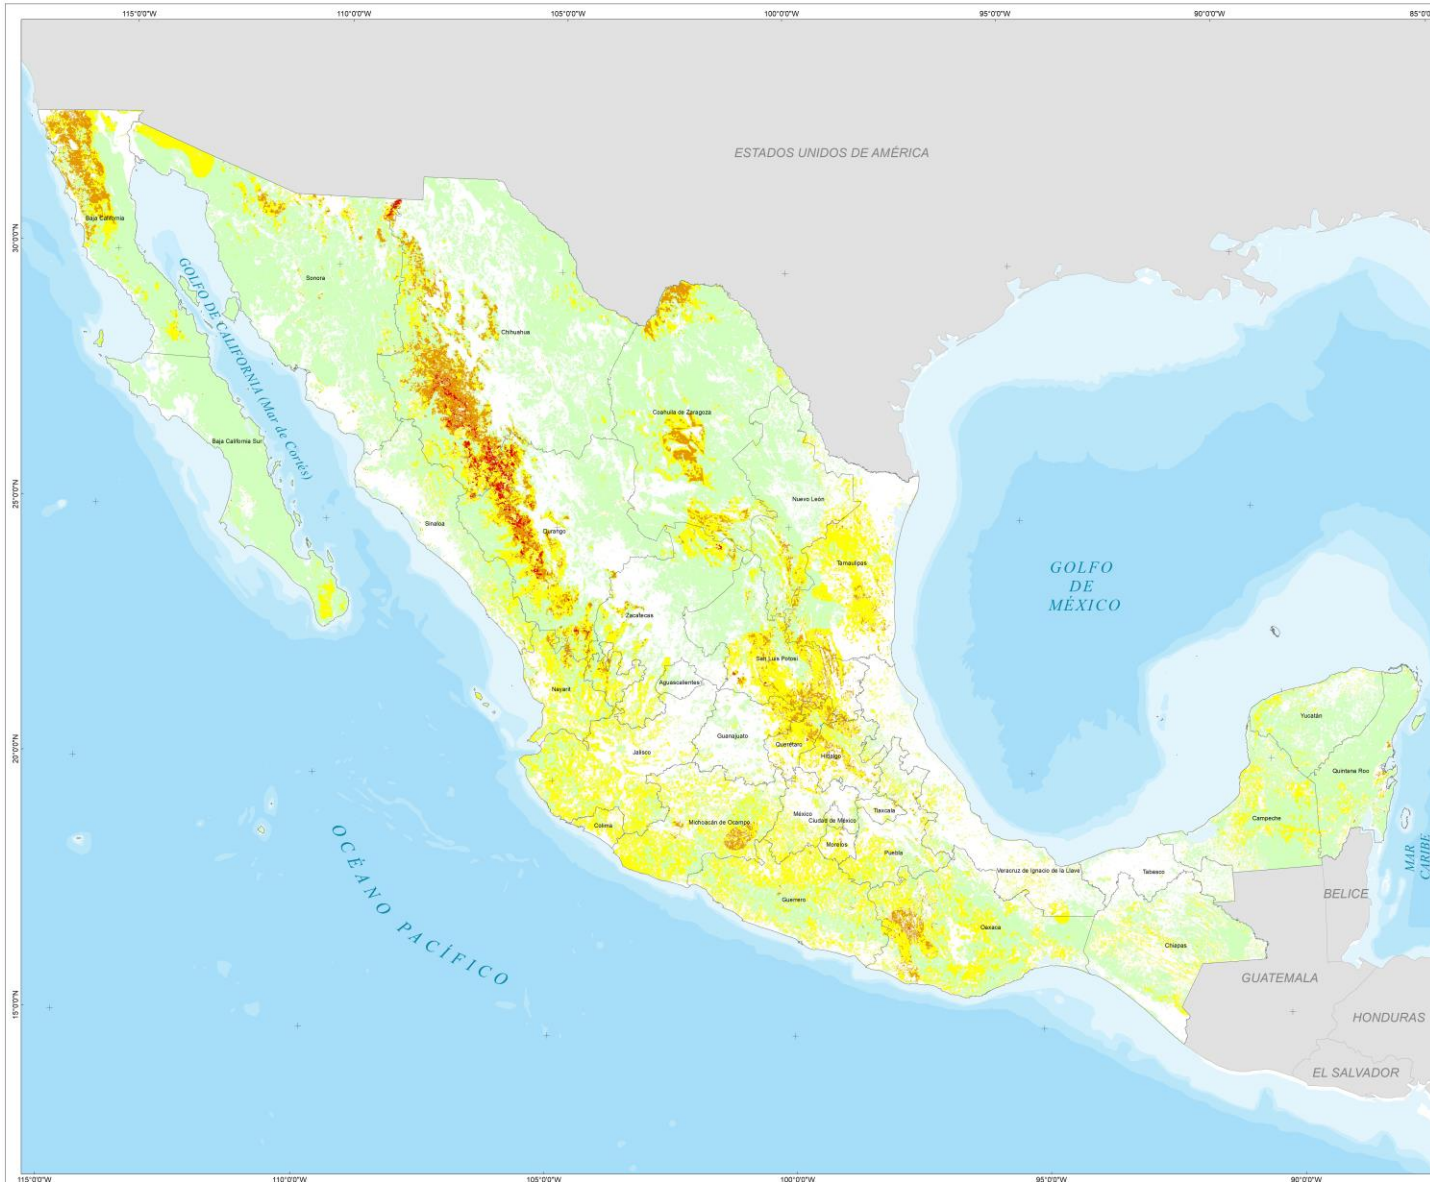 115°0'0"W
110°0'0"W
105°0'0"W
100°0'0"W
95°0'0"W
90°0'0"W
85°0'
ESTADOS UNIDOS DE AMÉRICA
30°0'0"N
Baja California
GOLFO DE CALIFORNIA (Mar de Cortés)
Sonora
Chihuahua
Coahuila de Zaragoza
Baja California Sur
25°0'0"N
Nuevo León
Sinaloa
Durango
Tamaulipas
GOLFO
DE
MÉXICO
Zacatecas
San Luis Potosí
Aguascalientes
Nayarit
Yucatán
20°0'0"N
Guanajuato
Querétaro
Jalisco
Hidalgo
Quintana Roo
México
Tlaxcala
Ciudad de México
Michoacán de Ocampo
Colima
Campeche
Morelos
Puebla
MAR
CARIBE
Veracruz de Ignacio de la Llave
Tabasco
BELICE
Guerrero
Oaxaca
Chiapas
OCÉANO PACÍFICO
GUATEMALA
15°0'0"N
HONDURAS
EL SALVADOR
115°0'0"W
110°0'0"W
105°0'0"W
100°0'0"W
95°0'0"W
90°0'0"W